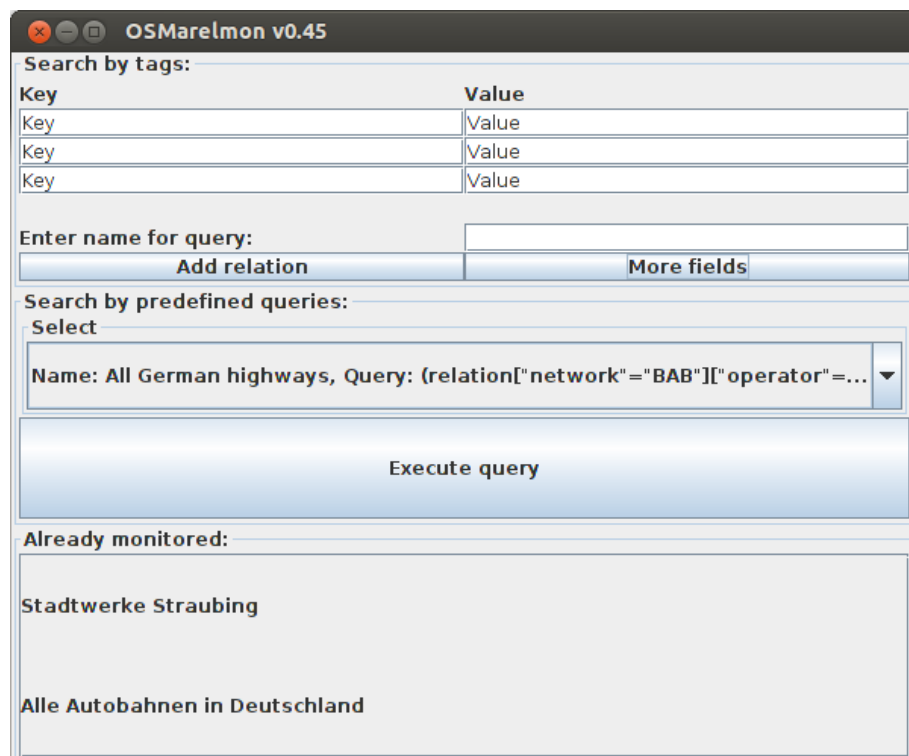 OSMarelmon v0.45
Search by tags:
Key Value
Key Value
Key Value
Key Value
Enter name for query:
Add relation More fields
Search by predefined queries:
Select
Name: All German highways, Query: (relation["network"="BAB"]["operator"=...
Execute query
Already monitored:
Stadtwerke Straubing
Alle Autobahnen in Deutschland